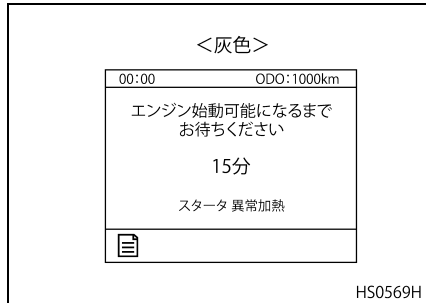 ＜灰色＞
00:00 ODO:1000km
エンジン始動可能になるまで
お待ちください
15分
スタータ 異常加熱
HS0569H